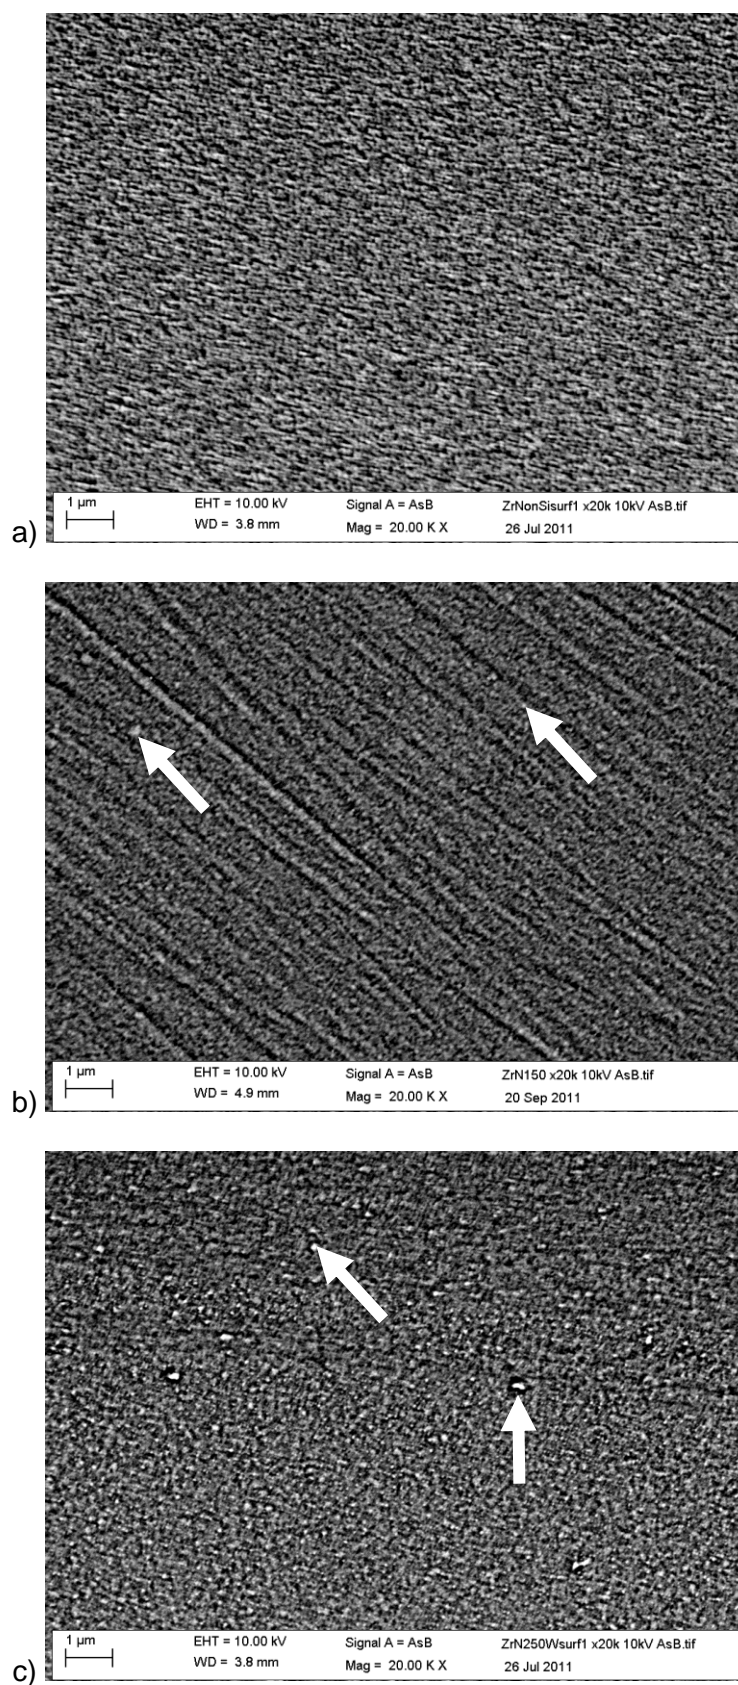 1 µm EHT = 10.00 kV Signal A = AsB ZrNonSisurf1 x20k 10kV AsB.tif
WD = 3.8 mm Mag = 20.00 K X 26 Jul 2011
a)
1 µm EHT = 10.00 kV Signal A = AsB ZrN150 x20k 10kV AsB.tif
WD = 4.9 mm Mag = 20.00 K X 20 Sep 2011
b)
1 µm EHT = 10.00 kV Signal A = AsB ZrN250Wsurf1 x20k 10kV AsB.tif
WD = 3.8 mm Mag = 20.00 K X 26 Jul 2011
c)